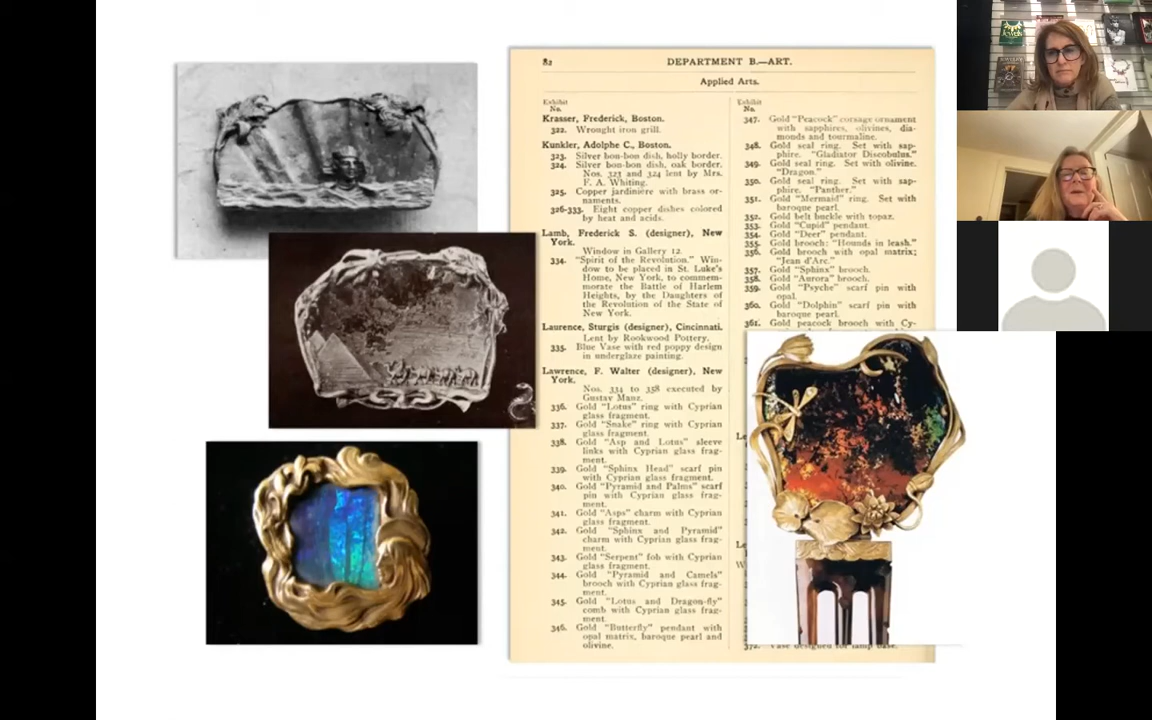 82
DEPARTMENT B.—ART.
Applied Arts.
Exhibit
No.
Krasser, Frederick, Boston.
322. Wrought iron grill.
Kunkler, Adolphe C., Boston.
323. Silver bon-bon dish, holly border.
324. Silver bon-bon dish, oak border.
Nos. 323 and 324 lent by Mrs.
F. A. Whiting.
325. Copper jardiniere with brass or-
naments.
326-333. Eight copper dishes colored
by heat and acids.
Lamb, Frederick S. (designer), New
York.
Window in Gallery 12.
334. "Spirit of the Revolution." Win-
dow to be placed in St. Luke's
Home, New York, to commem-
morate the Battle of Harlem
Heights, by the Daughters of
the Revolution of the State of
New York.
Laurence, Sturgis (designer), Cincinnati.
Lent by Rookwood Pottery.
335. Blue Vase with red poppy design
in underglaze painting.
Lawrence, F. Walter (designer), New
York.
Nos. 334 to 358 executed by
Gustav Manz.
336. Gold "Lotus" ring with Cyprian
glass fragment.
337. Gold "Snake" ring with Cyprian
glass fragment.
338. Gold "Asp and Lotus" sleeve
links with Cyprian glass frag-
ment.
339. Gold "Sphinx Head" scarf pin
with Cyprian glass fragment.
340. Gold "Pyramid and Palms" scarf
pin with Cyprian glass frag-
ment.
341. Gold "Asps" charm with Cyprian
glass fragment.
342. Gold "Sphinx and Pyramid"
charm with Cyprian glass frag-
ment.
343. Gold "Serpent" fob with Cyprian
glass fragment.
344. Gold "Pyramid and Camels"
brooch with Cyprian glass frag-
ment.
345. Gold "Lotus and Dragon-fly"
comb with Cyprian glass frag-
ment.
346. Gold "Butterfly" pendant with
opal matrix, baroque pearl and
olivine.
Exhibit
No.
347. Gold "Peacock" corsage ornament
with sapphires, olivines, dia-
monds and tourmaline.
348. Gold seal ring. Set with sap-
phire. "Gladiator Discobulus."
349. Gold seal ring. Set with olivine.
"Dragon."
350. Gold seal ring. Set with sap-
phire. "Panther."
351. Gold "Mermaid" ring. Set with
baroque pearl.
352. Gold belt buckle with topaz.
353. Gold "Cupid" pendant.
354. Gold "Deer" pendant.
355. Gold brooch: "Hounds in leash."
356. Gold brooch with opal matrix;
"Jean d'Arc."
357. Gold "Sphinx" brooch.
358. Gold "Aurora" brooch.
359. Gold "Psyche" scarf pin with
opal.
360. Gold "Dolphin" scarf pin with
baroque pearl.
361. Gold peacock brooch with Cy-
372. Vase designed for lamp base.